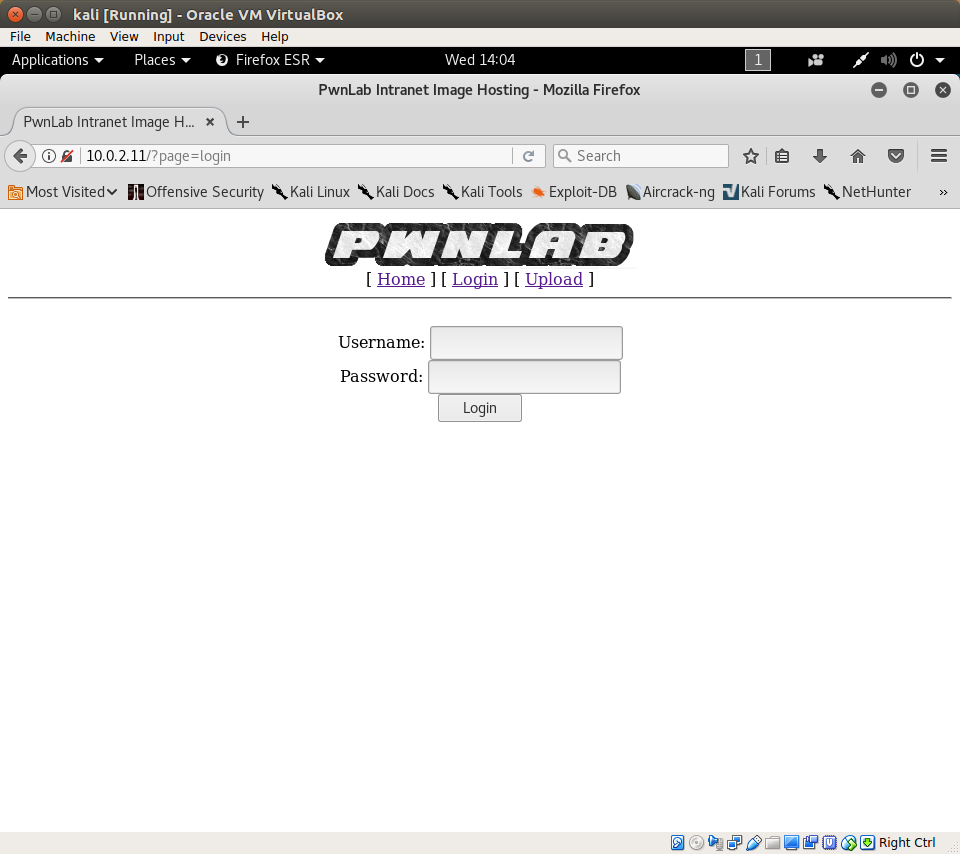 kali [Running] - Oracle VM VirtualBox
File Machine View Input Devices Help
Applications Places Firefox ESR Wed 14:04 1
PwnLab Intranet Image Hosting - Mozilla Firefox
PwnLab Intranet Image H...
10.0.2.11/?page=login Search
Most Visited Offensive Security Kali Linux Kali Docs Kali Tools Exploit-DB Aircrack-ng Kali Forums NetHunter »
PWNLAB
[ Home ] [ Login ] [ Upload ]
Username:
Password:
Login
Right Ctrl